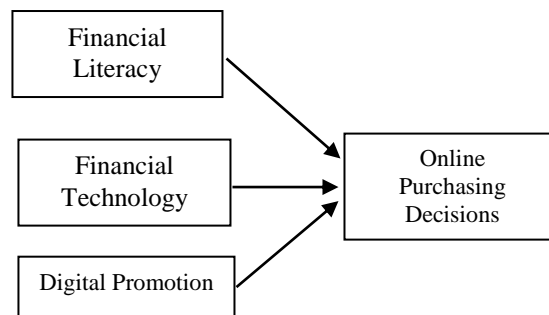 Financial
Literacy
Financial
Technology
Digital Promotion
Online
Purchasing
Decisions